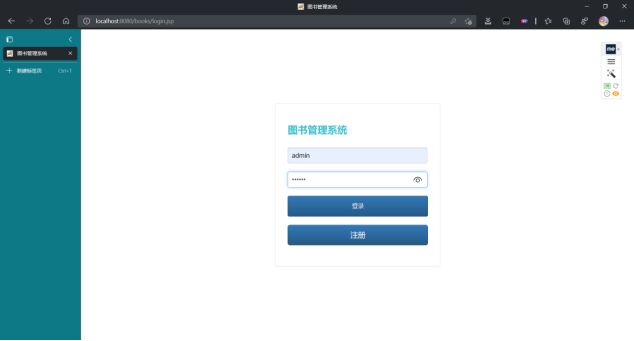 图书管理系统
localhost:8080/books/login.jsp
图书管理系统
新建标签页 Ctrl+T
图书管理系统
admin
••••••
登录
注册